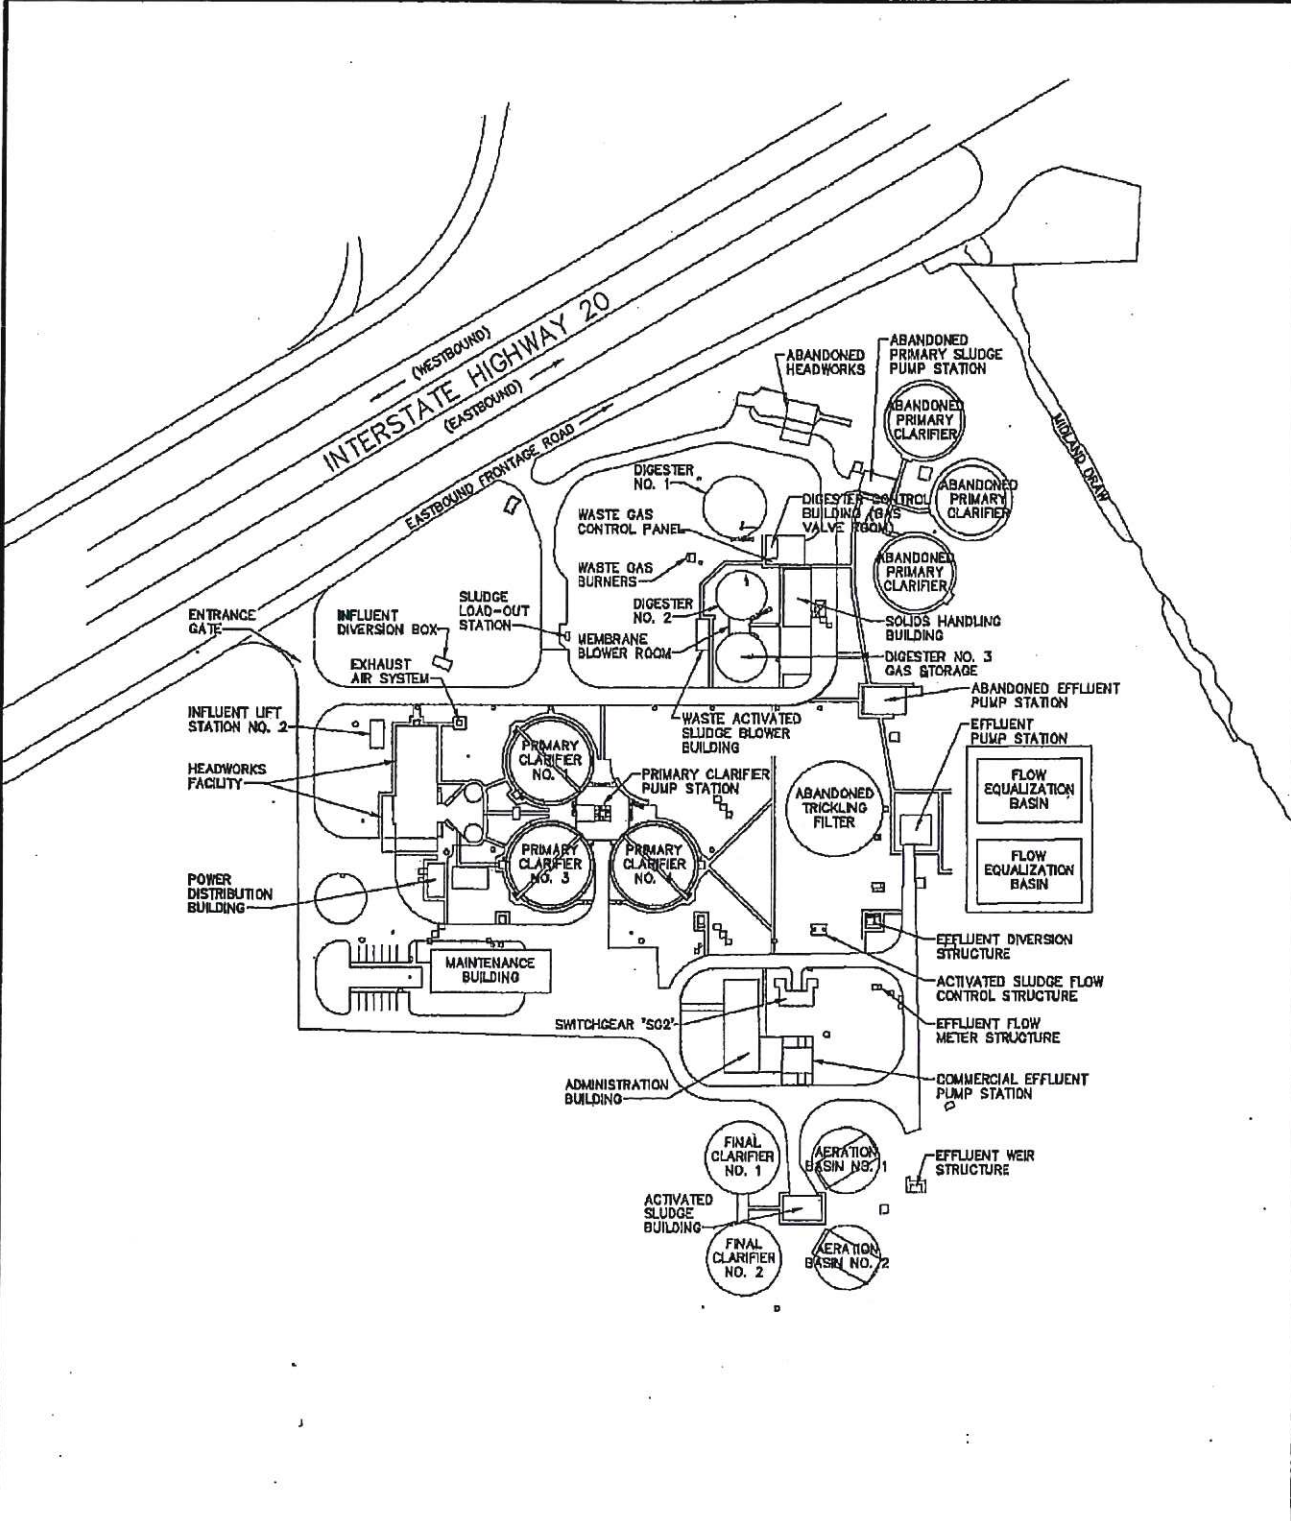 (WESTBOUND)
INTERSTATE HIGHWAY 20
(EASTBOUND)
EASTBOUND FRONTAGE ROAD
MIDLAND DRAW
ABANDONED
HEADWORKS
ABANDONED
PRIMARY SLUDGE
PUMP STATION
ABANDONED
PRIMARY
CLARIFIER
ABANDONED
PRIMARY
CLARIFIER
ABANDONED
PRIMARY
CLARIFIER
DIGESTER
NO. 1
DIGESTER CONTROL
BUILDING (GAS
VALVE ROOM)
WASTE GAS
CONTROL PANEL
WASTE GAS
BURNERS
DIGESTER
NO. 2
MEMBRANE
BLOWER ROOM
SOLIDS HANDLING
BUILDING
DIGESTER NO. 3
GAS STORAGE
SLUDGE
LOAD-OUT
STATION
ENTRANCE
GATE
INFLUENT
DIVERSION BOX
EXHAUST
AIR SYSTEM
WASTE ACTIVATED
SLUDGE BLOWER
BUILDING
ABANDONED EFFLUENT
PUMP STATION
EFFLUENT
PUMP STATION
INFLUENT LIFT
STATION NO. 2
HEADWORKS
FACILITY
PRIMARY
CLARIFIER
NO. 1
PRIMARY CLARIFIER
PUMP STATION
ABANDONED
TRICKLING
FILTER
FLOW
EQUALIZATION
BASIN
FLOW
EQUALIZATION
BASIN
PRIMARY
CLARIFIER
NO. 3
PRIMARY
CLARIFIER
NO. 4
POWER
DISTRIBUTION
BUILDING
MAINTENANCE
BUILDING
EFFLUENT DIVERSION
STRUCTURE
ACTIVATED SLUDGE FLOW
CONTROL STRUCTURE
SWITCHGEAR 'SG2'
EFFLUENT FLOW
METER STRUCTURE
ADMINISTRATION
BUILDING
COMMERCIAL EFFLUENT
PUMP STATION
FINAL
CLARIFIER
NO. 1
AERATION
BASIN NO. 1
EFFLUENT WEIR
STRUCTURE
ACTIVATED
SLUDGE
BUILDING
FINAL
CLARIFIER
NO. 2
AERATION
BASIN NO. 2